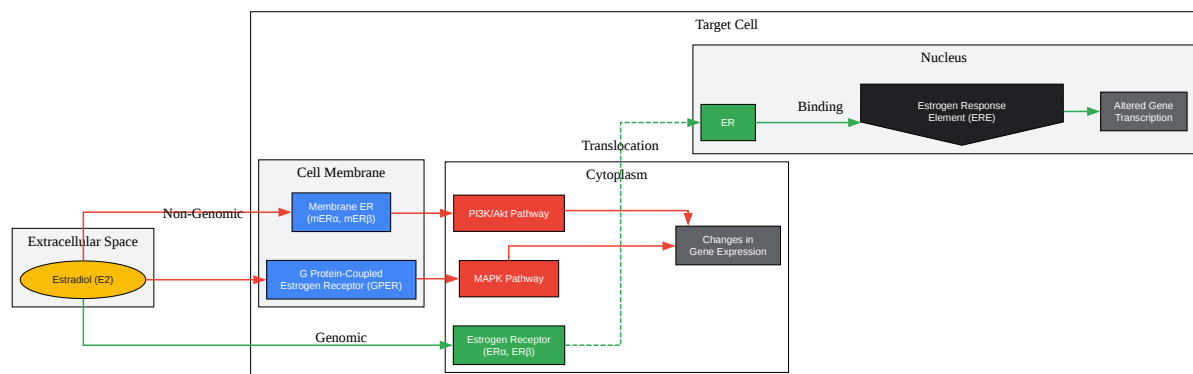 Target Cell
Nucleus
ER
Binding
Estrogen Response
Element (ERE)
Altered Gene
Transcription
Translocation
Cell Membrane
Cytoplasm
Membrane ER
(mERα, mERβ)
PI3K/Akt Pathway
Non-Genomic
Changes in
Gene Expression
Extracellular Space
Estradiol (E2)
G Protein-Coupled
Estrogen Receptor (GPER)
MAPK Pathway
Genomic
Estrogen Receptor
(ERα, ERβ)